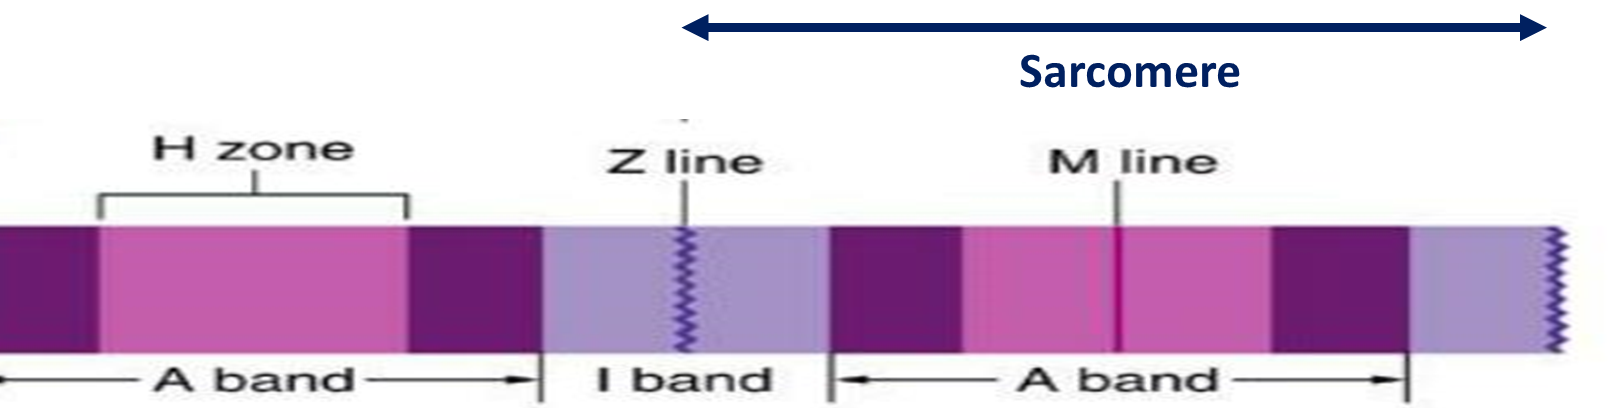 Sarcomere
H zone
Z line
M line
A band
I band
A band